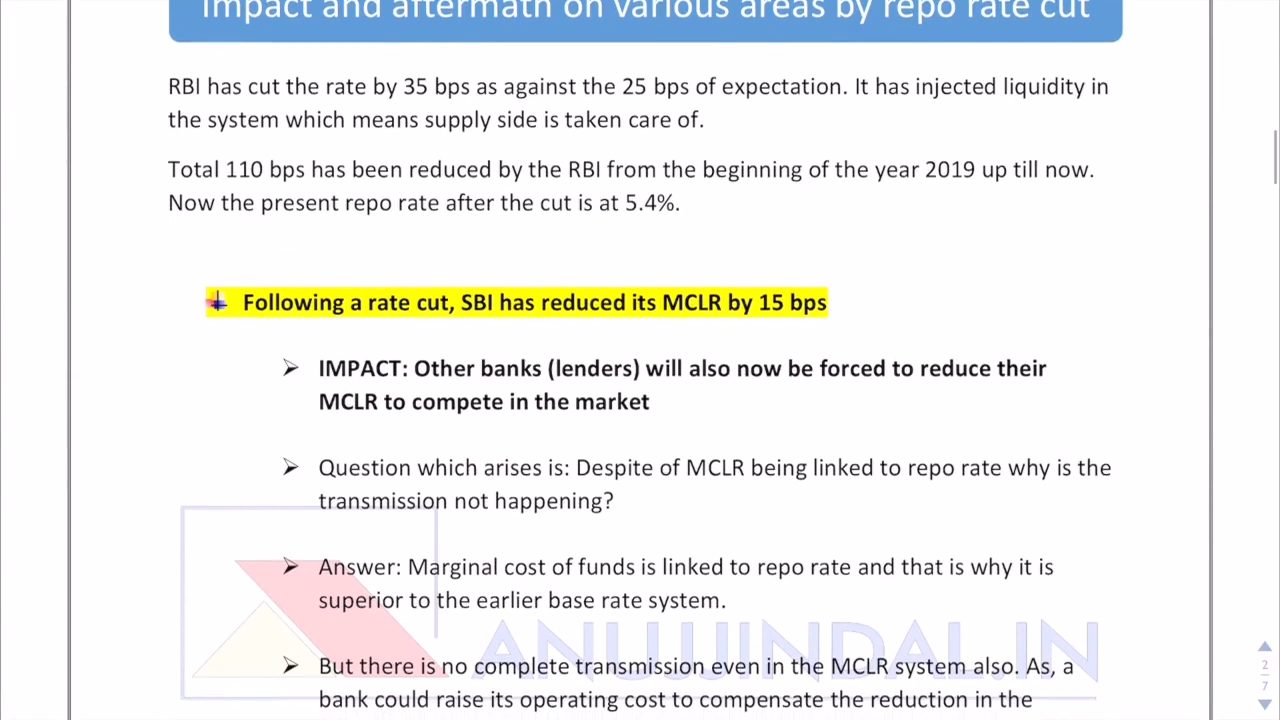 Impact and aftermath on various areas by repo rate cut
RBI has cut the rate by 35 bps as against the 25 bps of expectation. It has injected liquidity in
the system which means supply side is taken care of.
Total 110 bps has been reduced by the RBI from the beginning of the year 2019 up till now.
Now the present repo rate after the cut is at 5.4%.
Following a rate cut, SBI has reduced its MCLR by 15 bps
IMPACT: Other banks (lenders) will also now be forced to reduce their
MCLR to compete in the market
Question which arises is: Despite of MCLR being linked to repo rate why is the
transmission not happening?
Answer: Marginal cost of funds is linked to repo rate and that is why it is
superior to the earlier base rate system.
ANUJJINDAL.IN
But there is no complete transmission even in the MCLR system also. As, a
bank could raise its operating cost to compensate the reduction in the
2
7